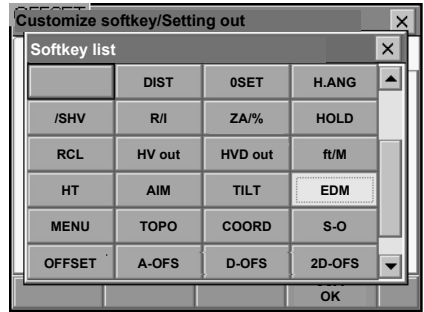 Customize softkey/Setting out
Softkey list
DIST 0SET H.ANG
/SHV R/I ZA/% HOLD
RCL HV out HVD out ft/M
HT AIM TILT EDM
MENU TOPO COORD S-O
OFFSET A-OFS D-OFS 2D-OFS
OK